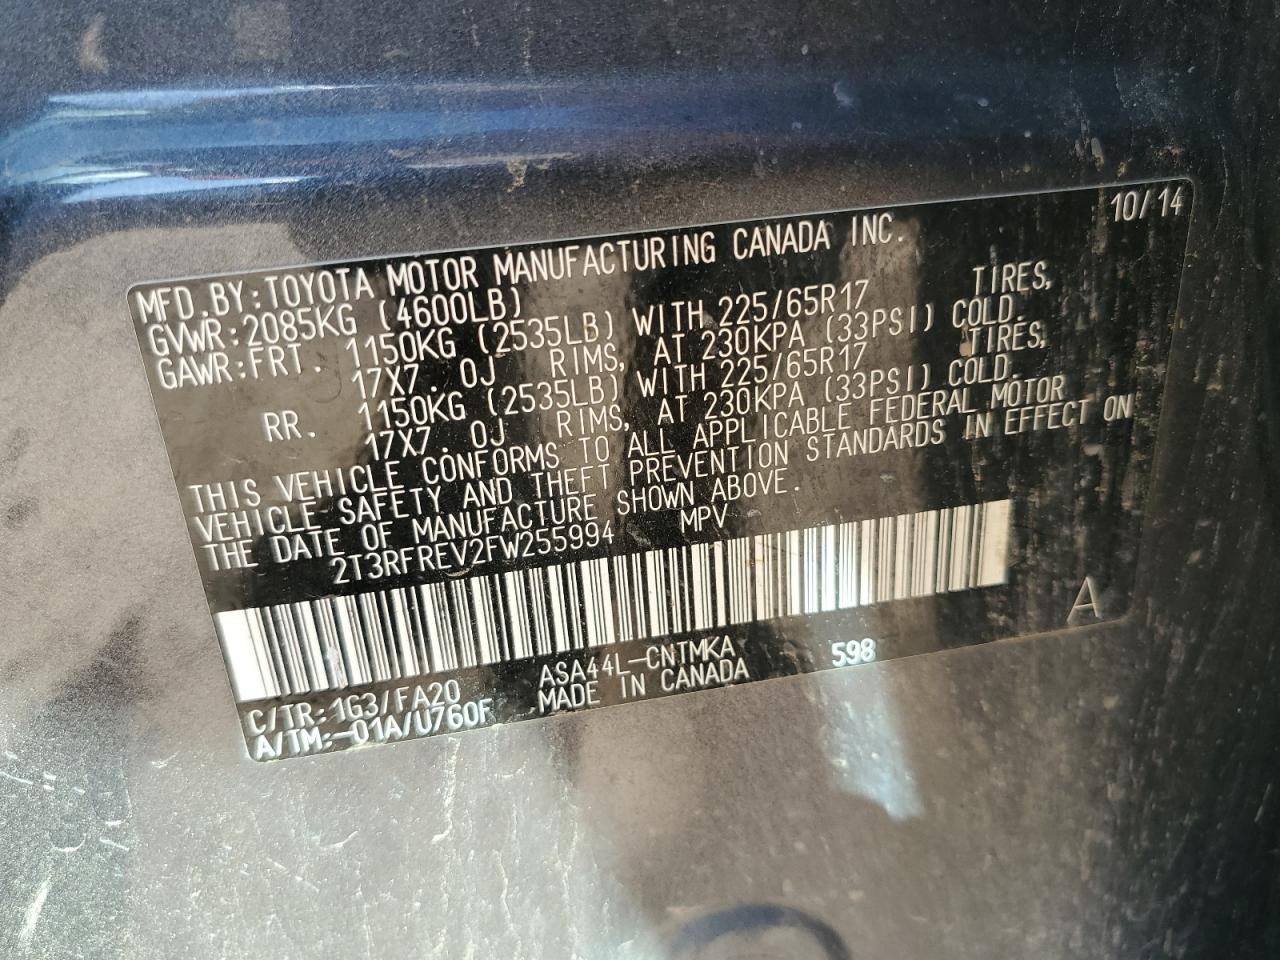 10/14
MFD.BY:TOYOTA MOTOR MANUFACTURING CANADA INC.
GVWR:2085KG (4600LB)
GAWR:FRT. 1150KG (2535LB) WITH 225/65R17 TIRES,
17X7.0J RIMS, AT 230KPA (33PSI) COLD.
RR. 1150KG (2535LB) WITH 225/65R17 TIRES,
17X7.0J RIMS, AT 230KPA (33PSI) COLD.
THIS VEHICLE CONFORMS TO ALL APPLICABLE FEDERAL MOTOR
VEHICLE SAFETY AND THEFT PREVENTION STANDARDS IN EFFECT ON
THE DATE OF MANUFACTURE SHOWN ABOVE.
2T3RFREV2FW255994 MPV
C/TR:1G3/FA20 ASA44L-CNTMKA 598 A
A/TM:-01A/U760F MADE IN CANADA